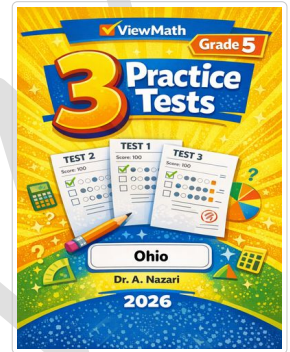 ViewMath
Grade 5
3 Practice
Tests
TEST 2
Score: 100
TEST 1
Score: 100
TEST 3
Score: 100
Ohio
Dr. A. Nazari
2026